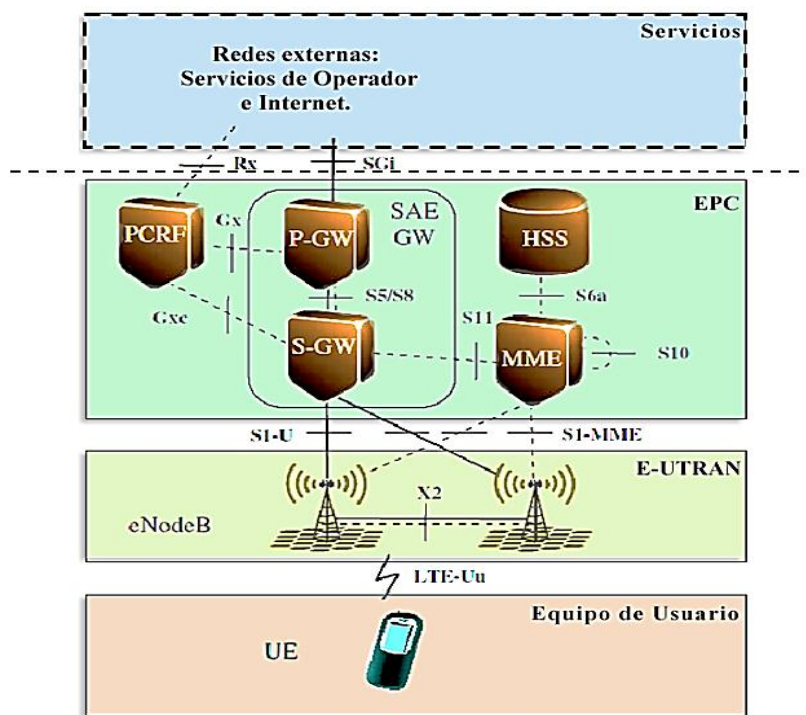 Servicios
Redes externas:
Servicios de Operador
e Internet.
Rx
SGi
EPC
SAE
GW
PCRF
Gx
P-GW
HSS
S5/S8
S6a
Gxc
S-GW
S11
MME
S10
S1-U
S1-MME
E-UTRAN
X2
eNodeB
LTE-Uu
Equipo de Usuario
UE